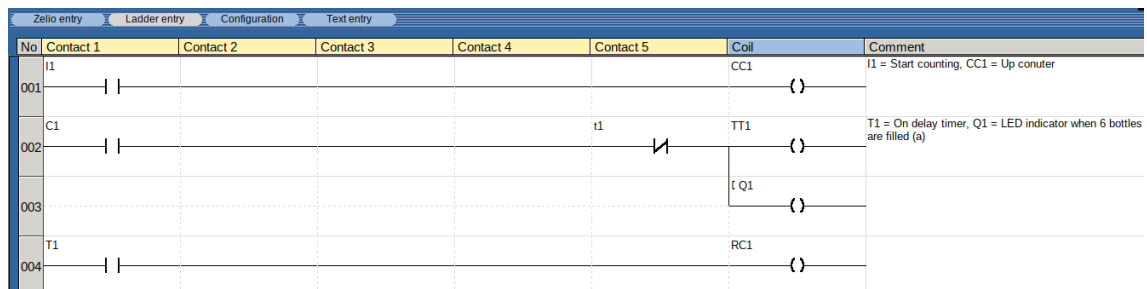 Zelio entry Ladder entry Configuration Text entry
No Contact 1 Contact 2 Contact 3 Contact 4 Contact 5 Coil Comment
001 I1 CC1 I1 = Start counting, CC1 = Up conuter
002 C1 t1 TT1 T1 = On delay timer, Q1 = LED indicator when 6 bottles
are filled (a)
003 [ Q1
004 T1 RC1